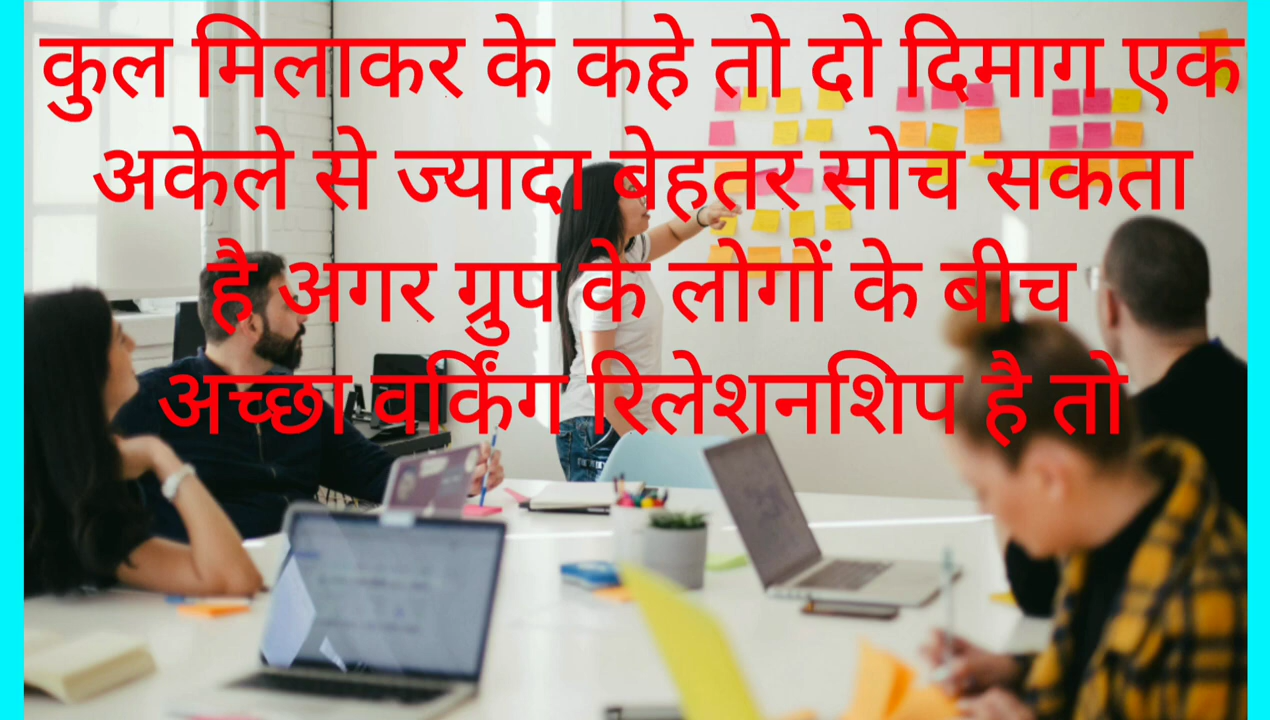 कुल मिलाकर के कहे तो दो दिमाग एक
अकेले से ज्यादा बेहतर सोच सकता
है अगर ग्रुप के लोगों के बीच
अच्छा वर्किंग रिलेशनशिप है तो